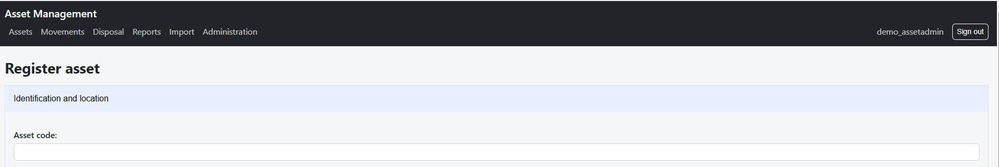 Asset Management
Assets Movements Disposal Reports Import Administration demo_assetadmin Sign out
Register asset
Identification and location
Asset code: